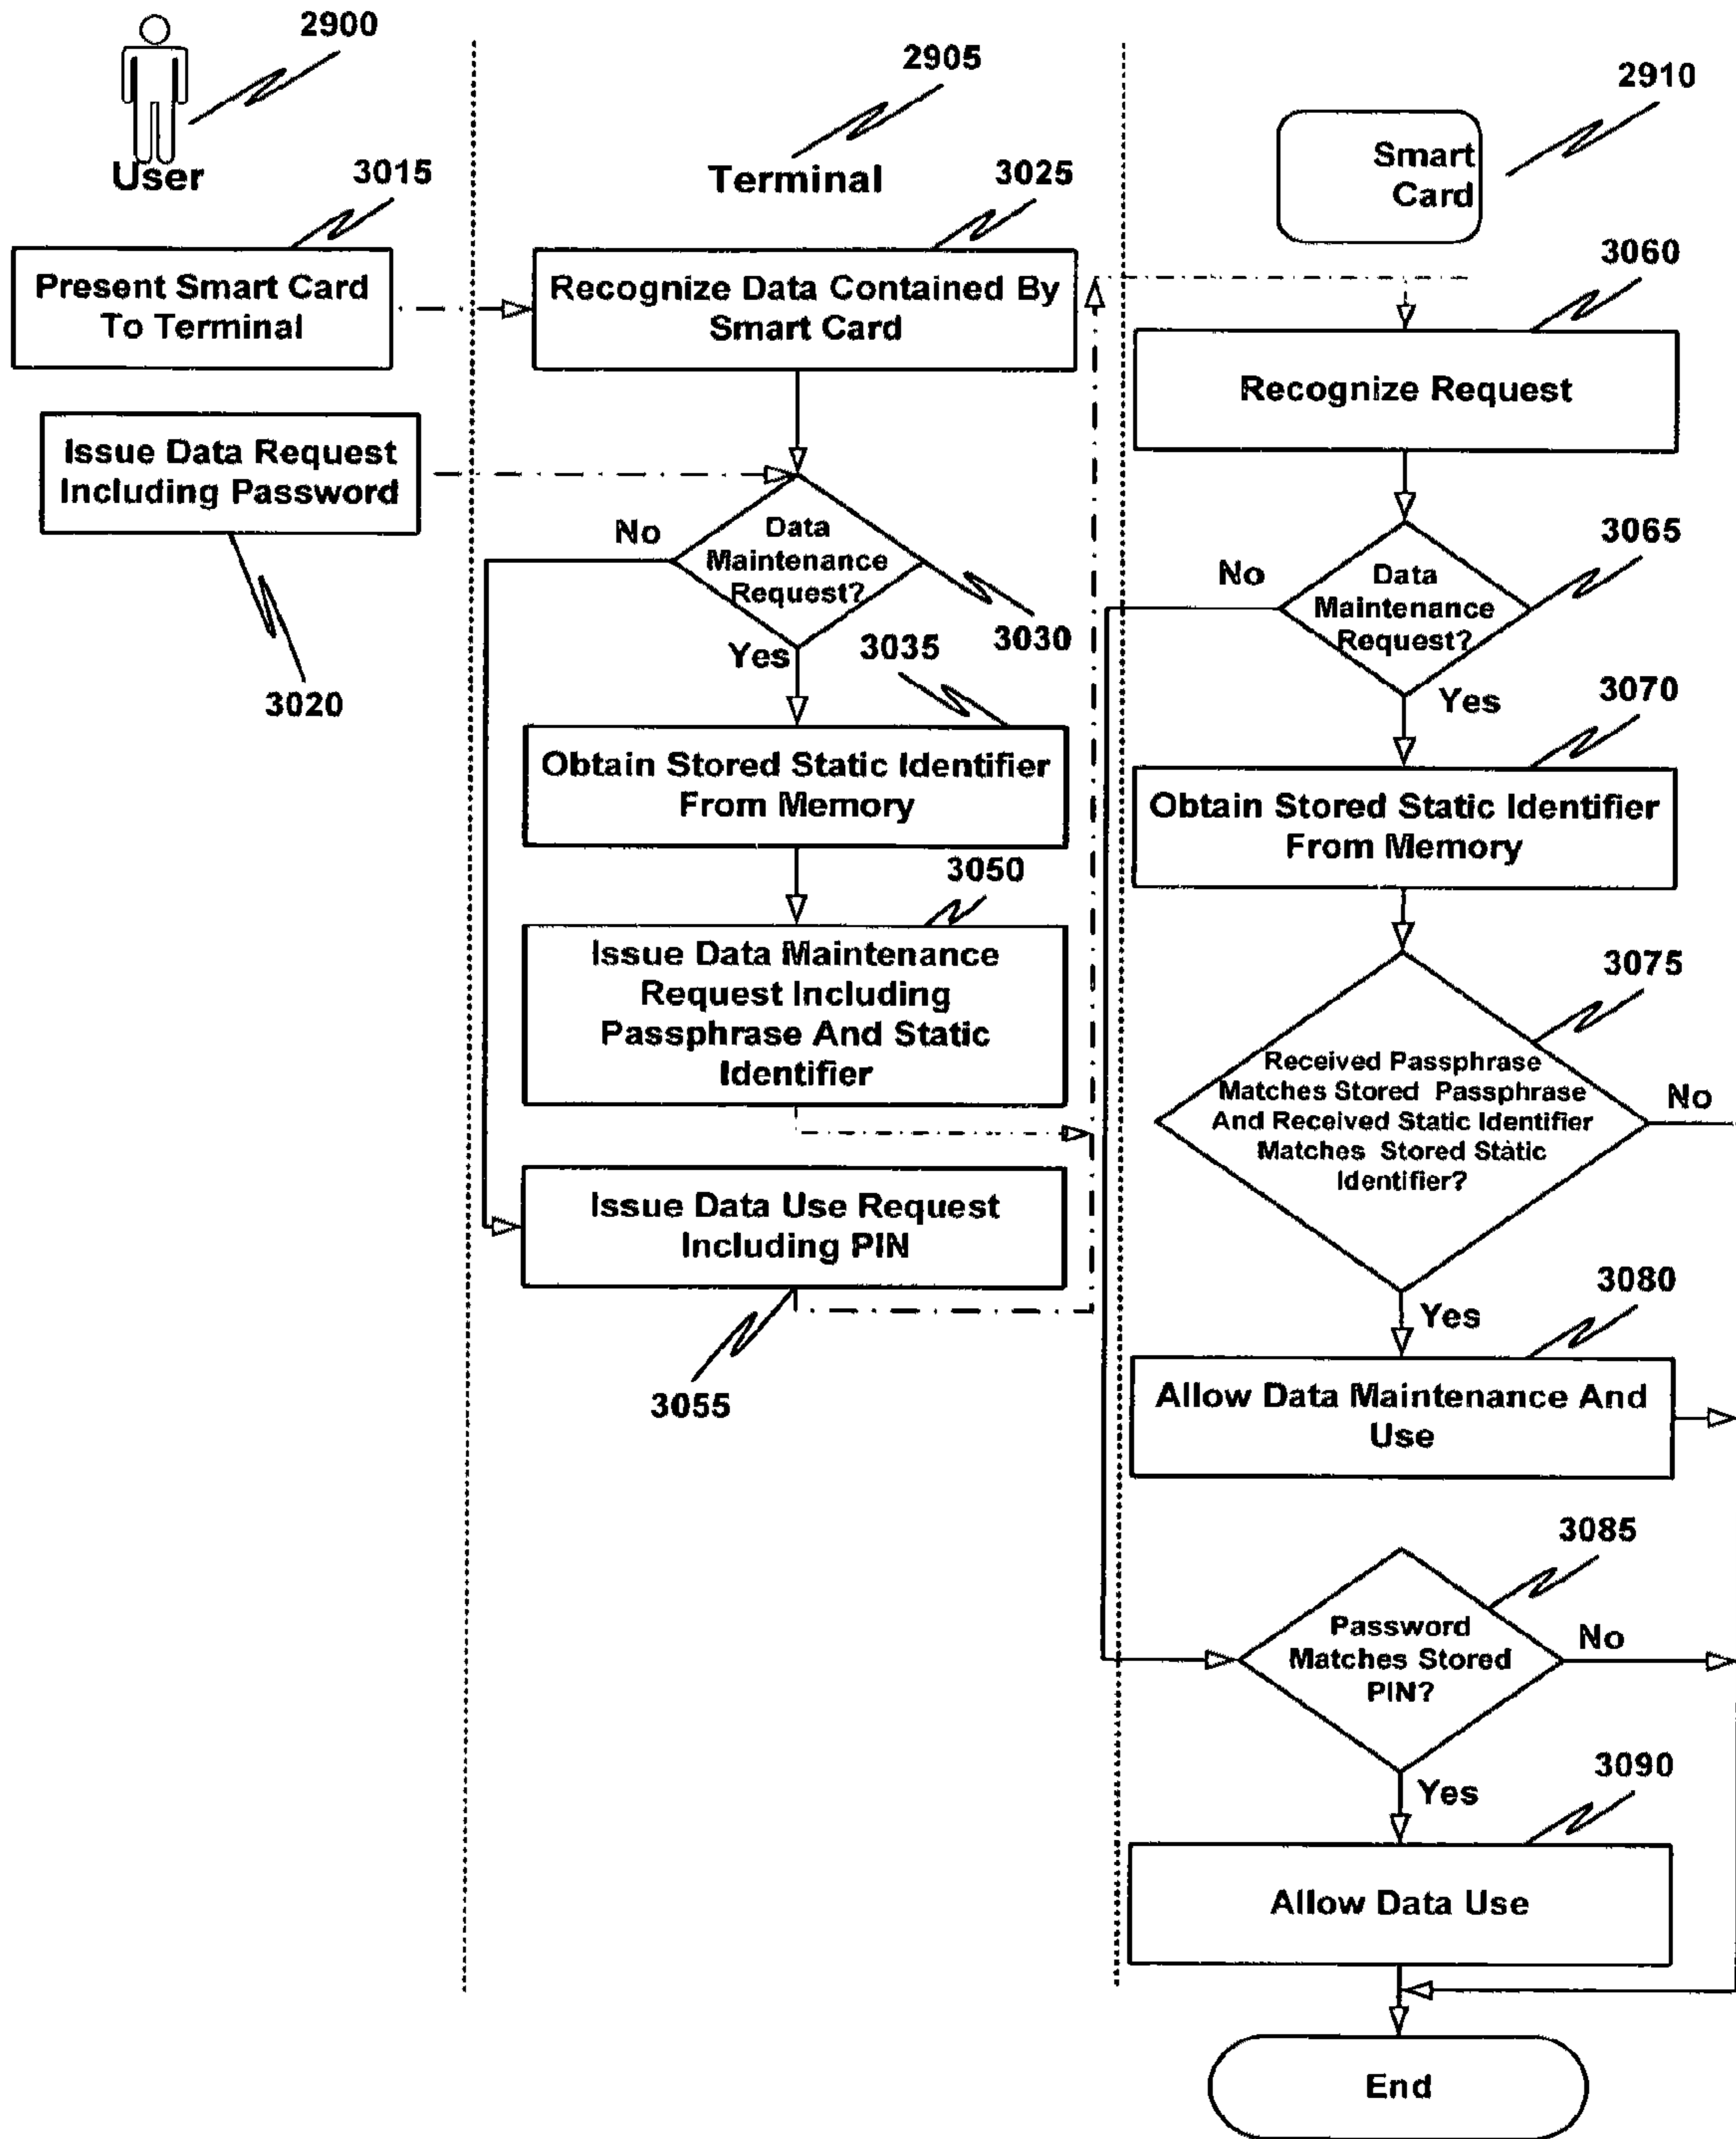 2900
User
2905
Terminal
2910
Smart
Card
3015
Present Smart Card
To Terminal
Issue Data Request
Including Password
3020
3025
Recognize Data Contained By
Smart Card
Data
Maintenance
Request?
No
Yes
3030
3035
Obtain Stored Static Identifier
From Memory
3050
Issue Data Maintenance
Request Including
Passphrase And Static
Identifier
Issue Data Use Request
Including PIN
3055
3060
Recognize Request
3065
Data
Maintenance
Request?
No
Yes
3070
Obtain Stored Static Identifier
From Memory
3075
Received Passphrase
Matches Stored Passphrase
And Received Static Identifier
Matches Stored Static
Identifier?
No
Yes
3080
Allow Data Maintenance And
Use
3085
Password
Matches Stored
PIN?
No
Yes
3090
Allow Data Use
End